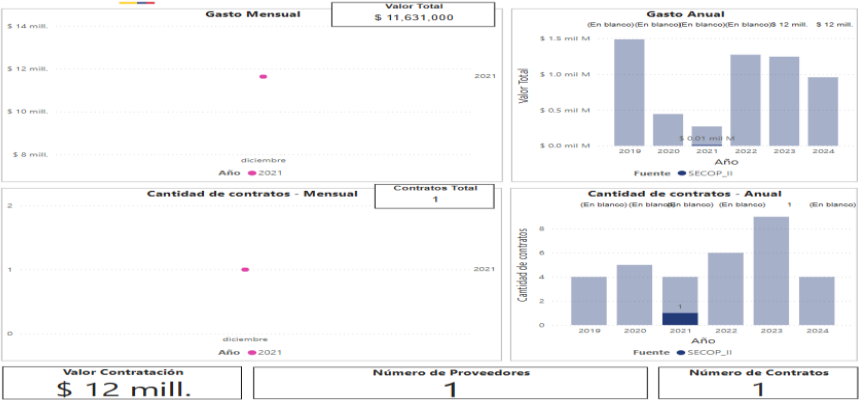 Gasto Mensual
Valor Total
$ 11,631,000
$ 14 mill.
$ 12 mill.
$ 10 mill.
$ 8 mill.
2021
diciembre
Año 2021
Gasto Anual
(En blanco) (En blanco) (En blanco) (En blanco) $ 12 mill. $ 12 mill.
Valor Total
$ 1.5 mil M
$ 1.0 mil M
$ 0.5 mil M
$ 0.0 mil M
$ 0.01 mil M
2019 2020 2021 2022 2023 2024
Año
Fuente SECOP_II
Cantidad de contratos - Mensual
Contratos Total
1
2
1
0
2021
diciembre
Año 2021
Cantidad de contratos - Anual
(En blanco) (En blanco) (En blanco) (En blanco) 1 (En blanco)
Cantidad de contratos
8
6
4
2
0
1
2019 2020 2021 2022 2023 2024
Año
Fuente SECOP_II
Valor Contratación
$ 12 mill.
Número de Proveedores
1
Número de Contratos
1